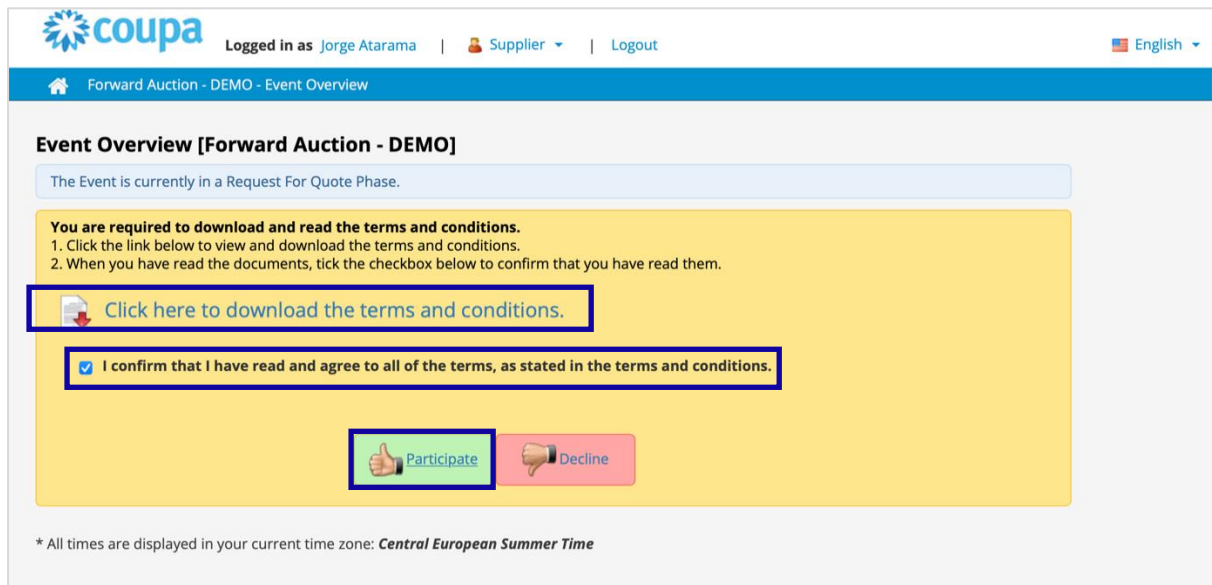 coupa Logged in as Jorge Atarama | Supplier | Logout English
Forward Auction - DEMO - Event Overview
Event Overview [Forward Auction - DEMO]
The Event is currently in a Request For Quote Phase.
You are required to download and read the terms and conditions.
1. Click the link below to view and download the terms and conditions.
2. When you have read the documents, tick the checkbox below to confirm that you have read them.
Click here to download the terms and conditions.
I confirm that I have read and agree to all of the terms, as stated in the terms and conditions.
Participate Decline
* All times are displayed in your current time zone: Central European Summer Time